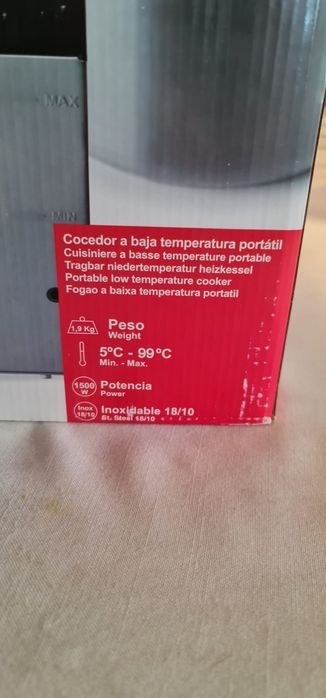 MAX
MIN
Cocedor a baja temperatura portátil
Cuisiniere a basse temperature portable
Tragbar niedertemperatur heizkessel
Portable low temperature cooker
Fogao a baixa temperatura portatil
1,9 Kg Peso
Weight
5ºC - 99ºC
Min. - Max.
1500 W Potencia
Power
Inox 18/10 Inoxidable 18/10
St. Steel 18/10